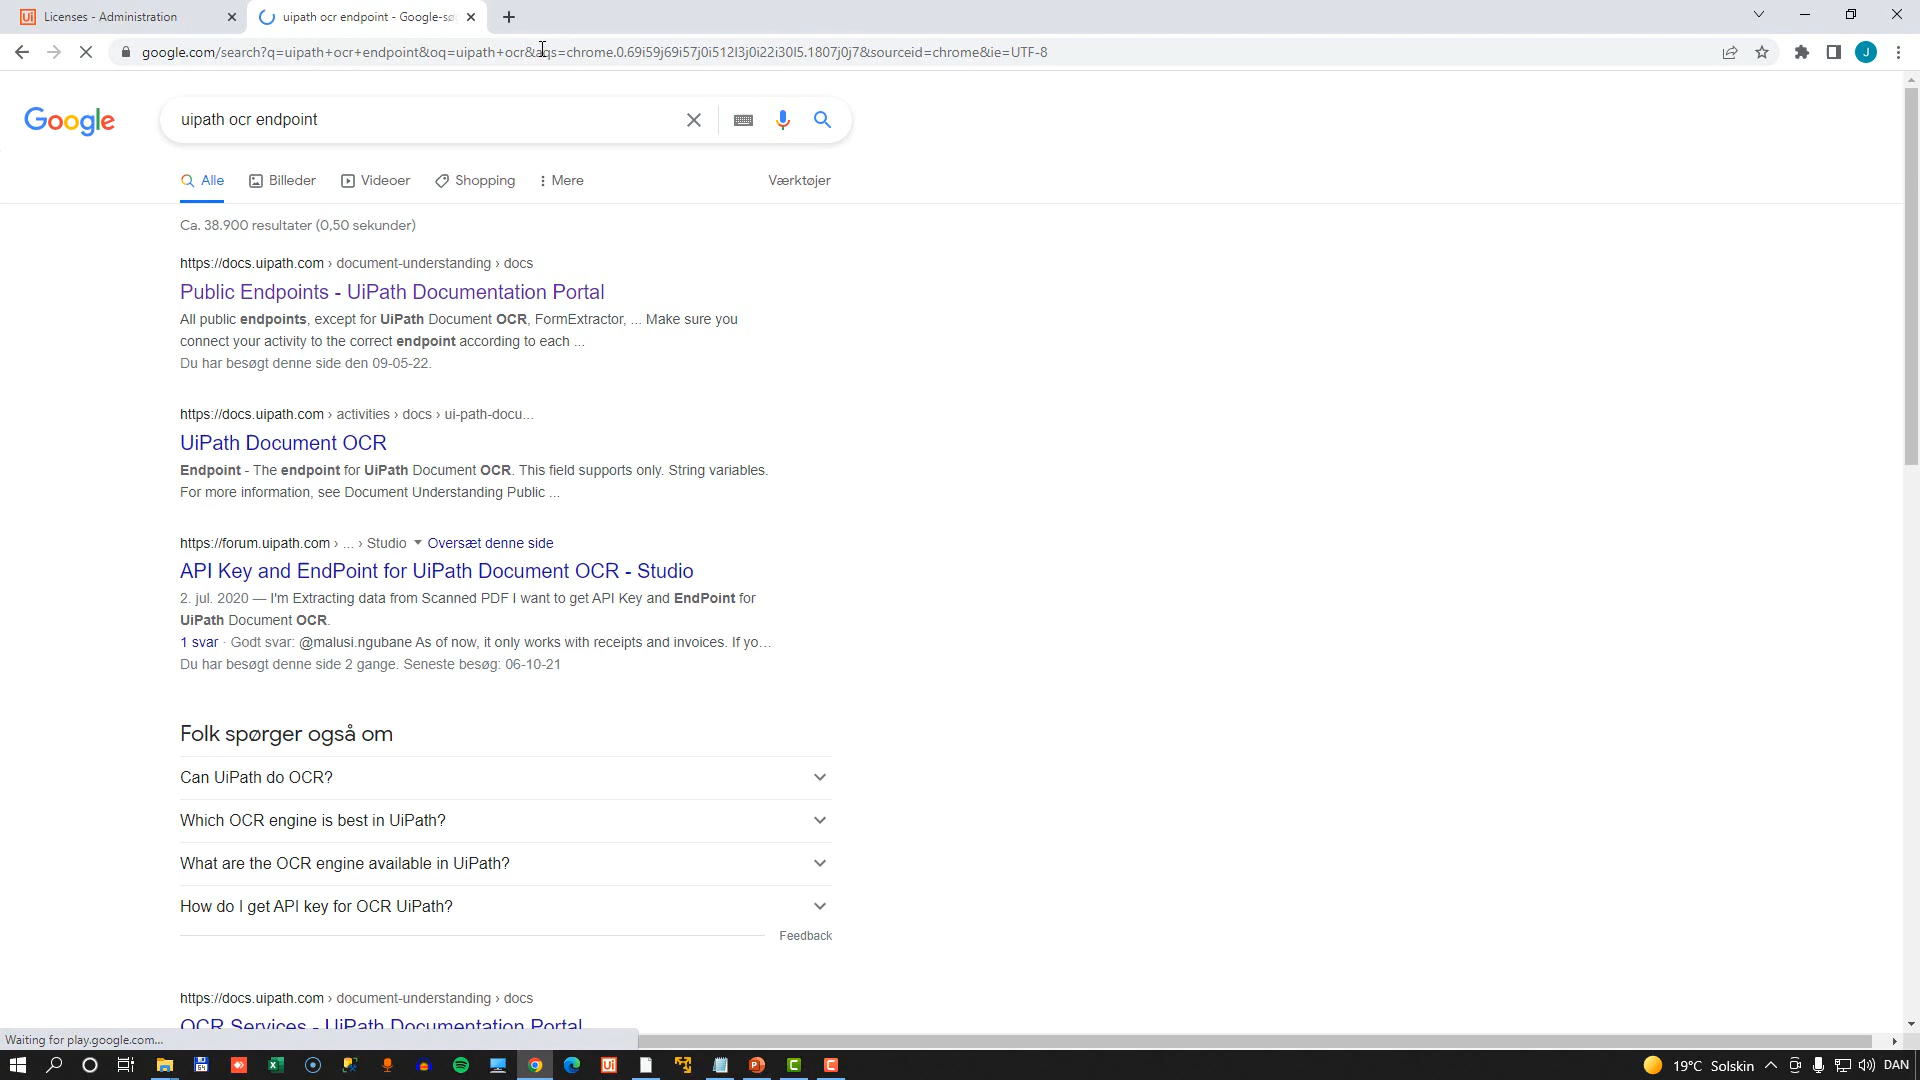 Licenses - Administration
uipath ocr endpoint - Google-sø
google.com/search?q=uipath+ocr+endpoint&oq=uipath+ocr&aqs=chrome.0.69i59j69i57j0i512l3j0i22i30l5.1807j0j7&sourceid=chrome&ie=UTF-8
J
Google
uipath ocr endpoint
Alle
Billeder
Videoer
Shopping
Mere
Værktøjer
Ca. 38.900 resultater (0,50 sekunder)
https://docs.uipath.com › document-understanding › docs
Public Endpoints - UiPath Documentation Portal
All public endpoints, except for UiPath Document OCR, FormExtractor, ... Make sure you
connect your activity to the correct endpoint according to each ...
Du har besøgt denne side den 09-05-22.
https://docs.uipath.com › activities › docs › ui-path-docu...
UiPath Document OCR
Endpoint - The endpoint for UiPath Document OCR. This field supports only. String variables.
For more information, see Document Understanding Public ...
https://forum.uipath.com › ... › Studio
Oversæt denne side
API Key and EndPoint for UiPath Document OCR - Studio
2. jul. 2020 — I'm Extracting data from Scanned PDF I want to get API Key and EndPoint for
UiPath Document OCR.
1 svar · Godt svar: @malusi.ngubane As of now, it only works with receipts and invoices. If yo...
Du har besøgt denne side 2 gange. Seneste besøg: 06-10-21
Folk spørger også om
Can UiPath do OCR?
Which OCR engine is best in UiPath?
What are the OCR engine available in UiPath?
How do I get API key for OCR UiPath?
Feedback
https://docs.uipath.com › document-understanding › docs
OCR Services - UiPath Documentation Portal
Waiting for play.google.com...
19°C Solskin
DAN